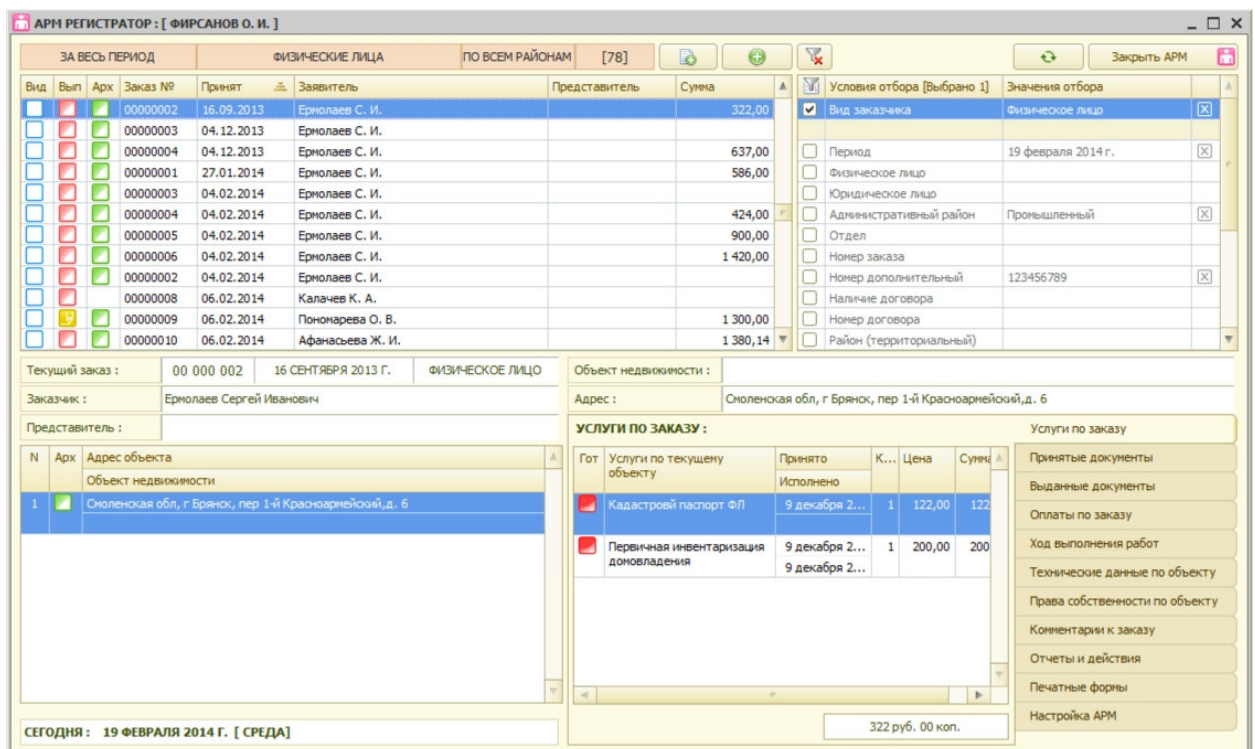 АРМ РЕГИСТРАТОР : [ ФИРСАНОВ О. И. ]
ЗА ВЕСЬ ПЕРИОД ФИЗИЧЕСКИЕ ЛИЦА ПО ВСЕМ РАЙОНАМ [78] Закрыть АРМ
Вид Вып Арх Заказ № Принят Заявитель Представитель Сумма
00000002 16.09.2013 Ермолаев С. И. 322,00
00000003 04.12.2013 Ермолаев С. И.
00000004 04.12.2013 Ермолаев С. И. 637,00
00000001 27.01.2014 Ермолаев С. И. 586,00
00000003 04.02.2014 Ермолаев С. И.
00000004 04.02.2014 Ермолаев С. И. 424,00
00000005 04.02.2014 Ермолаев С. И. 900,00
00000006 04.02.2014 Ермолаев С. И. 1 420,00
00000002 04.02.2014 Ермолаев С. И.
00000008 06.02.2014 Калачев К. А.
00000009 06.02.2014 Пономарева О. В. 1 300,00
00000010 06.02.2014 Афанасьева Ж. И. 1 380,14
Условия отбора [Выбрано 1] Значения отбора
Вид заказчика Физическое лицо
Период 19 февраля 2014 г.
Физическое лицо
Юридическое лицо
Административный район Промышленный
Отдел
Номер заказа
Номер дополнительный 123456789
Наличие договора
Номер договора
Район (территориальный)
Текущий заказ : 00 000 002 16 СЕНТЯБРЯ 2013 Г. ФИЗИЧЕСКОЕ ЛИЦО
Заказчик : Ермолаев Сергей Иванович
Представитель :
Объект недвижимости :
Адрес : Смоленская обл, г Брянск, пер 1-й Красноармейский,д. 6
N Арх Адрес объекта
Объект недвижимости
1 Смоленская обл, г Брянск, пер 1-й Красноармейский,д. 6
УСЛУГИ ПО ЗАКАЗУ :
Гот Услуги по текущему объекту Принято К... Цена Сумма
Исполнено
Кадастровй паспорт ФЛ 9 декабря 2... 1 122,00 122
Первичная инвентаризация 9 декабря 2... 1 200,00 200
домовладения 9 декабря 2...
322 руб. 00 коп.
Услуги по заказу
Принятые документы
Выданные документы
Оплаты по заказу
Ход выполнения работ
Технические данные по объекту
Права собственности по объекту
Комментарии к заказу
Отчеты и действия
Печатные формы
Настройка АРМ
СЕГОДНЯ : 19 ФЕВРАЛЯ 2014 Г. [ СРЕДА]